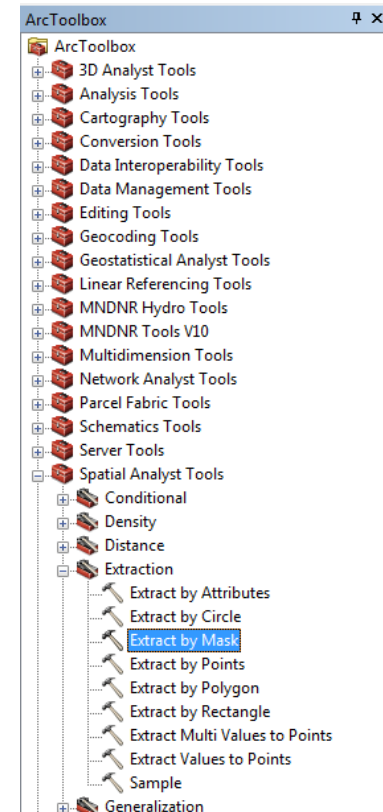 ArcToolbox
ArcToolbox
3D Analyst Tools
Analysis Tools
Cartography Tools
Conversion Tools
Data Interoperability Tools
Data Management Tools
Editing Tools
Geocoding Tools
Geostatistical Analyst Tools
Linear Referencing Tools
MNDNR Hydro Tools
MNDNR Tools V10
Multidimension Tools
Network Analyst Tools
Parcel Fabric Tools
Schematics Tools
Server Tools
Spatial Analyst Tools
Conditional
Density
Distance
Extraction
Extract by Attributes
Extract by Circle
Extract by Mask
Extract by Points
Extract by Polygon
Extract by Rectangle
Extract Multi Values to Points
Extract Values to Points
Sample
Generalization